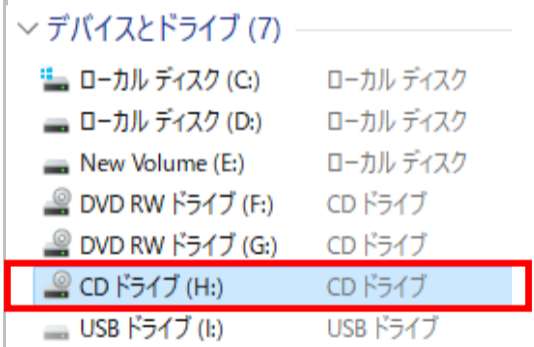 デバイスとドライブ (7)
ローカル ディスク (C:) ローカル ディスク
ローカル ディスク (D:) ローカル ディスク
New Volume (E:) ローカル ディスク
DVD RW ドライブ (F:) CD ドライブ
DVD RW ドライブ (G:) CD ドライブ
CD ドライブ (H:) CD ドライブ
USB ドライブ (I:) USB ドライブ